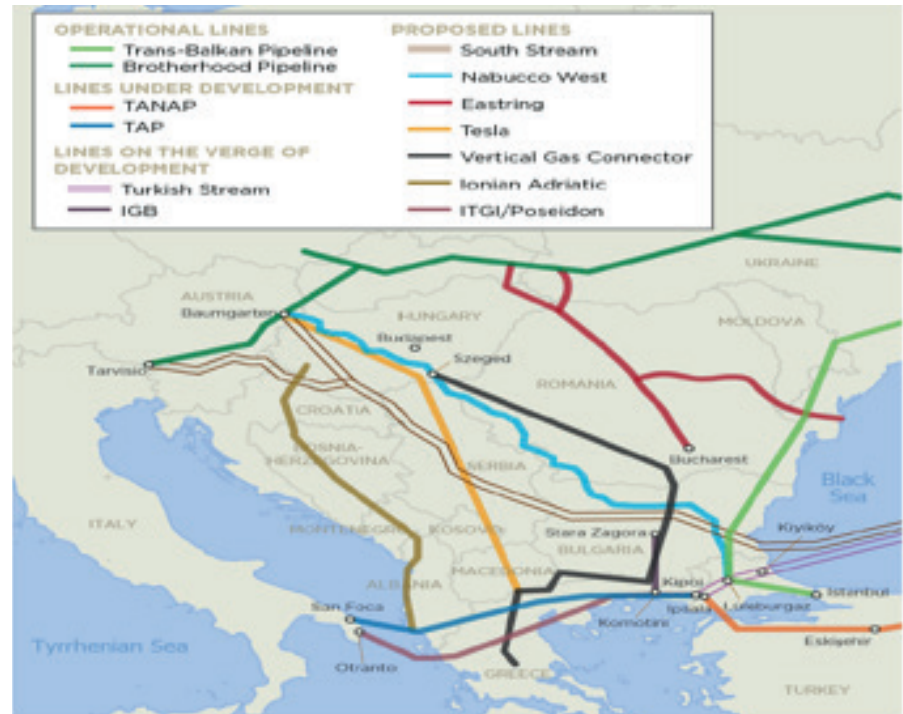 OPERATIONAL LINES
Trans-Balkan Pipeline
Brotherhood Pipeline
LINES UNDER DEVELOPMENT
TANAP
TAP
LINES ON THE VERGE OF
DEVELOPMENT
Turkish Stream
IGB
PROPOSED LINES
South Stream
Nabucco West
Eastring
Tesla
Vertical Gas Connector
Ionian Adriatic
ITGI/Poseidon
UKRAINE
AUSTRIA
Baumgarten
HUNGARY
MOLDOVA
Budapest
Szeged
Tarvisio
ROMANIA
CROATIA
BOSNIA-
HERZEGOVINA
SERBIA
Bucharest
Black
Sea
ITALY
MONTENEGRO
KOSOVO
Stara Zagora
BULGARIA
Kiyiköy
MACEDONIA
ALBANIA
Kipoi
San Foca
Komotini
Ipsala
Luleburgaz
Istanbul
Tyrrhenian Sea
Otranto
GREECE
Eskişehir
TURKEY